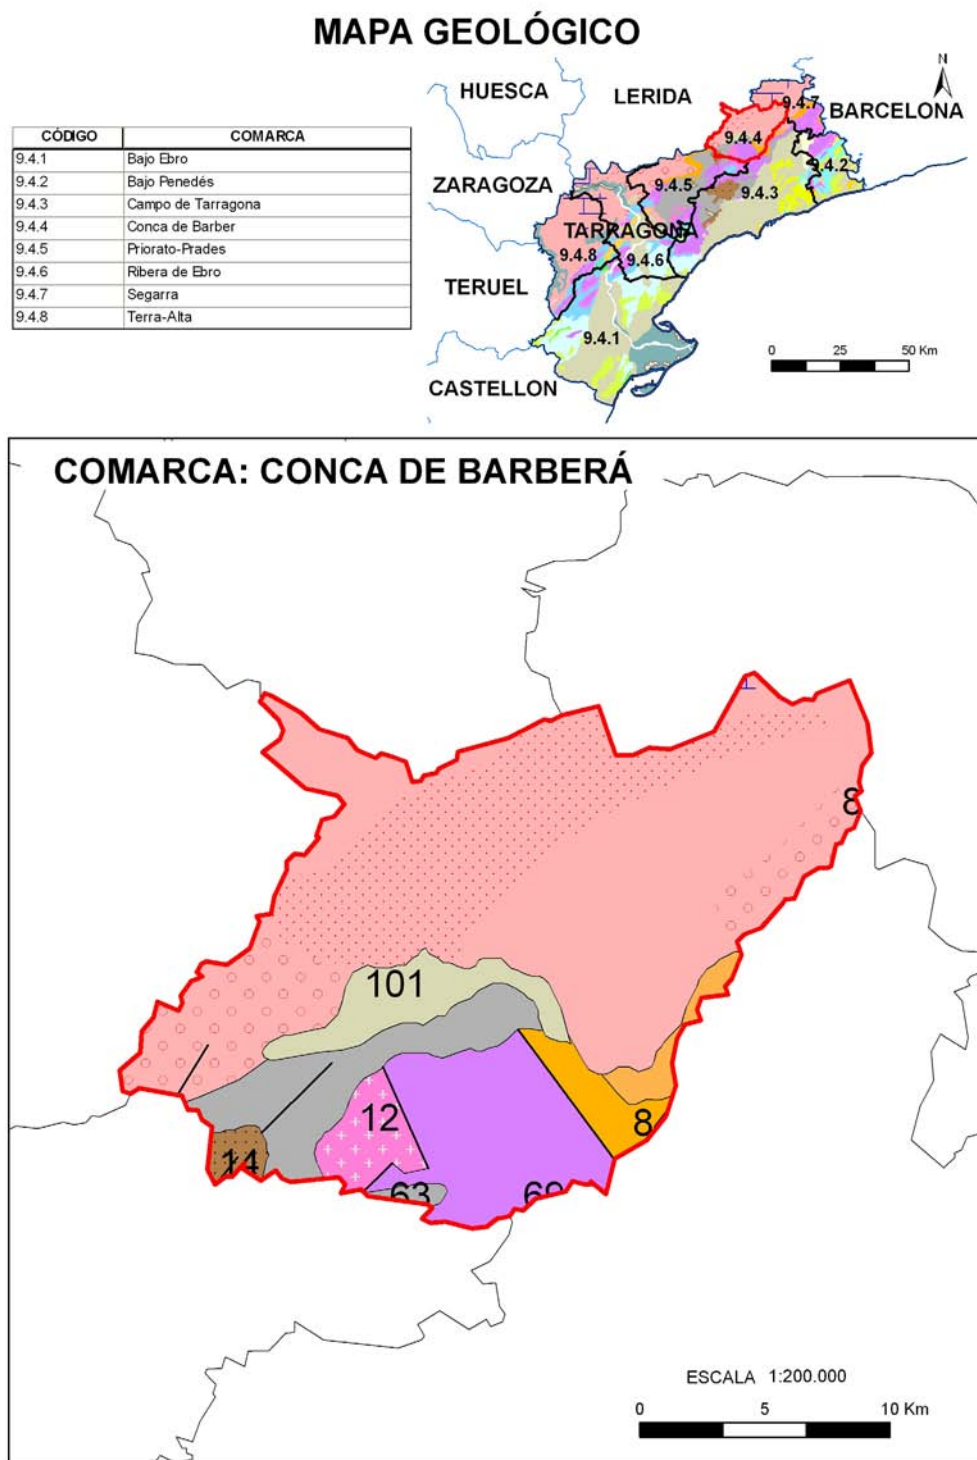 MAPA GEOLÓGICO
HUESCA
LERIDA
BARCELONA
ZARAGOZA
TARRAGONA
TERUEL
CASTELLON
N
9.4.7
9.4.4
9.4.2
9.4.5
9.4.3
9.4.8
9.4.6
9.4.1
0 25 50 Km
CÓDIGO COMARCA
9.4.1 Bajo Ebro
9.4.2 Bajo Penedés
9.4.3 Campo de Tarragona
9.4.4 Conca de Barber
9.4.5 Priorato-Prades
9.4.6 Ribera de Ebro
9.4.7 Segarra
9.4.8 Terra-Alta
COMARCA: CONCA DE BARBERÁ
8
101
12
8
14
63
ESCALA 1:200.000
0 5 10 Km